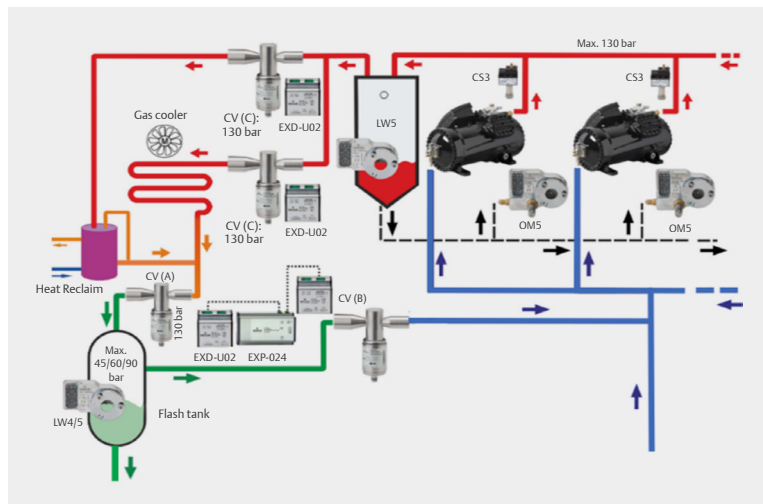 Max. 130 bar
CS3
CS3
CV (C):
130 bar
EXD-U02
LW5
Gas cooler
CV (C):
130 bar
EXD-U02
OM5
OM5
Heat Reclaim
CV (A)
130 bar
CV (B)
EXD-U02
EXP-024
Max.
45/60/90
bar
LW4/5
Flash tank